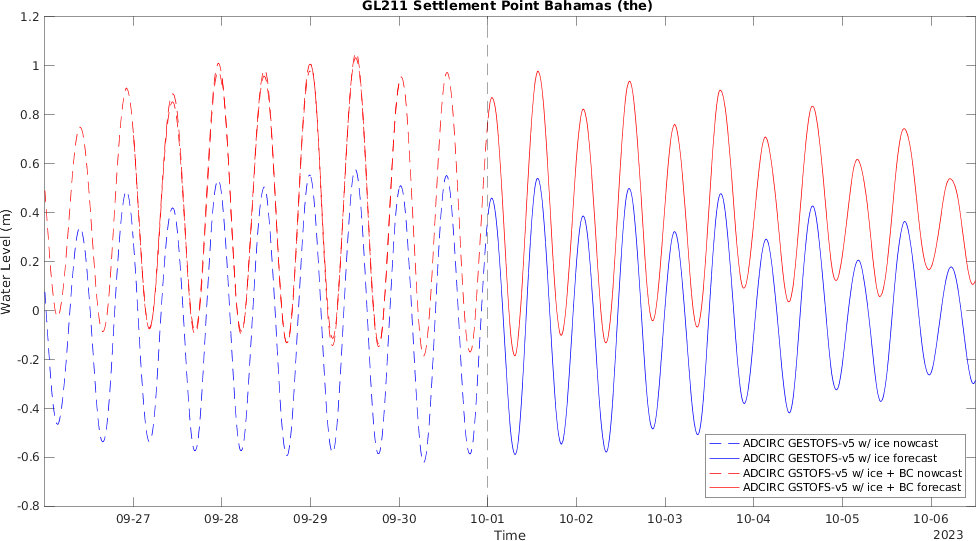 GL211 Settlement Point Bahamas (the)
1.2
1
0.8
0.6
0.4
0.2
0
-0.2
-0.4
-0.6
-0.8
Water Level (m)
ADCIRC GESTOFS-v5 w/ ice nowcast
ADCIRC GESTOFS-v5 w/ ice forecast
ADCIRC GSTOFS-v5 w/ ice + BC nowcast
ADCIRC GSTOFS-v5 w/ ice + BC forecast
09-27 09-28 09-29 09-30 10-01 10-02 10-03 10-04 10-05 10-06
Time
2023